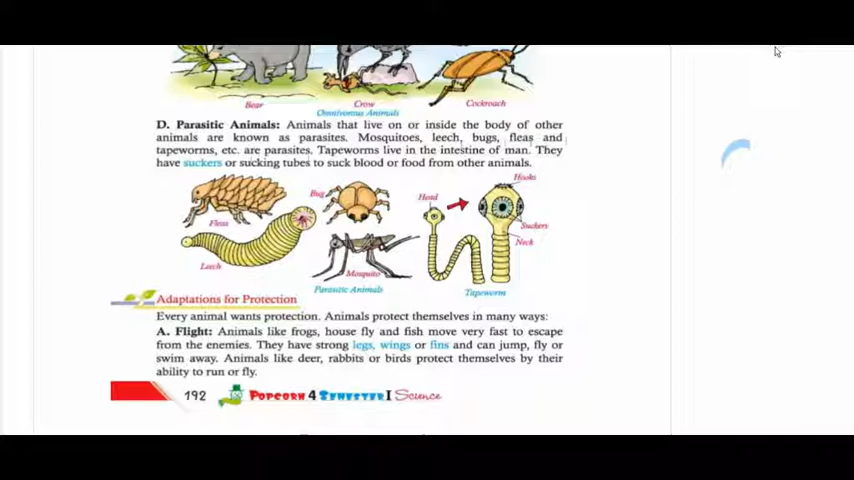 Bear
Crow
Cockroach
Omnivorous Animals
D. Parasitic Animals: Animals that live on or inside the body of other
animals are known as parasites. Mosquitoes, leech, bugs, fleas and
tapeworms, etc. are parasites. Tapeworms live in the intestine of man. They
have suckers or sucking tubes to suck blood or food from other animals.
Fleas
Bug
Leech
Mosquito
Parasitic Animals
Head
Hooks
Suckers
Neck
Tapeworm
Adaptations for Protection
Every animal wants protection. Animals protect themselves in many ways:
A. Flight: Animals like frogs, house fly and fish move very fast to escape
from the enemies. They have strong legs, wings or fins and can jump, fly or
swim away. Animals like deer, rabbits or birds protect themselves by their
ability to run or fly.
192 Popcorn 4 Semester I Science